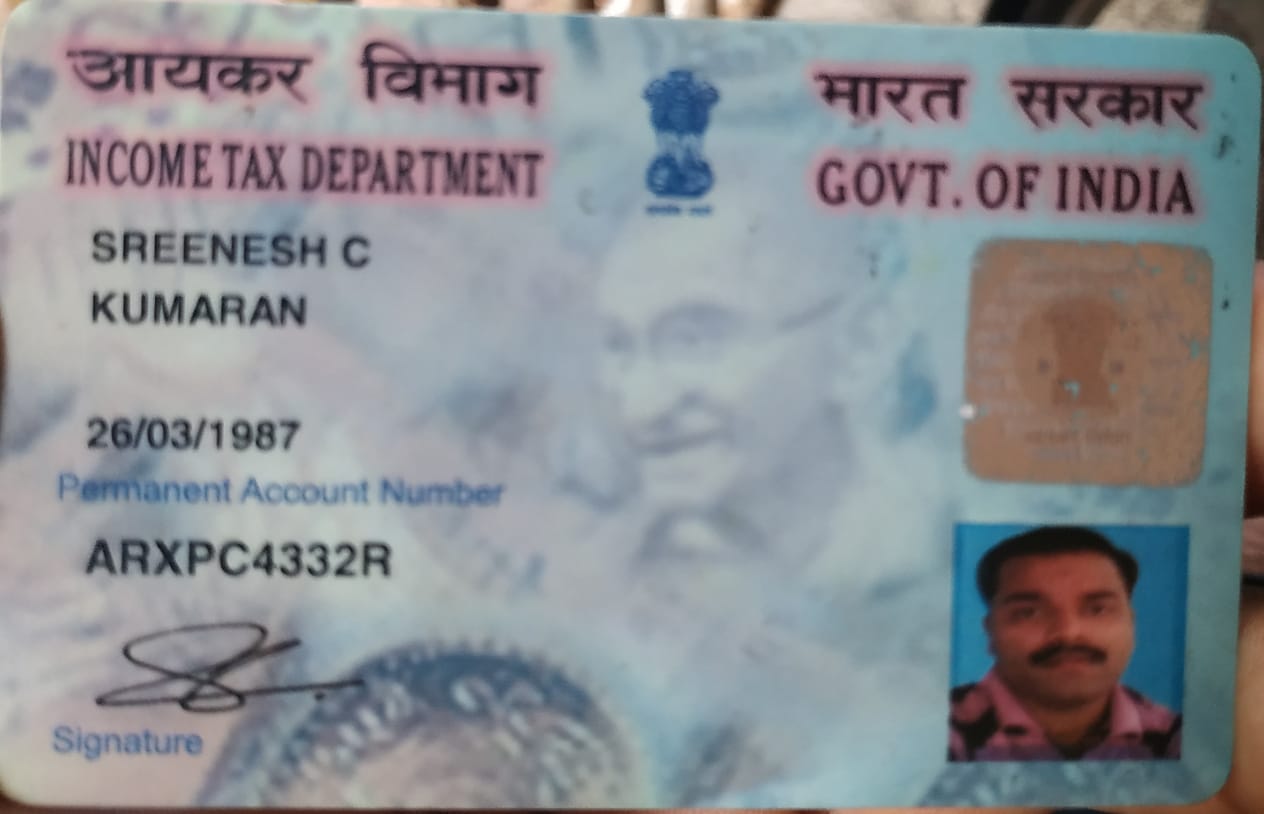 आयकर विभाग
INCOME TAX DEPARTMENT
भारत सरकार
GOVT. OF INDIA
SREENESH C
KUMARAN
26/03/1987
Permanent Account Number
ARXPC4332R
Signature